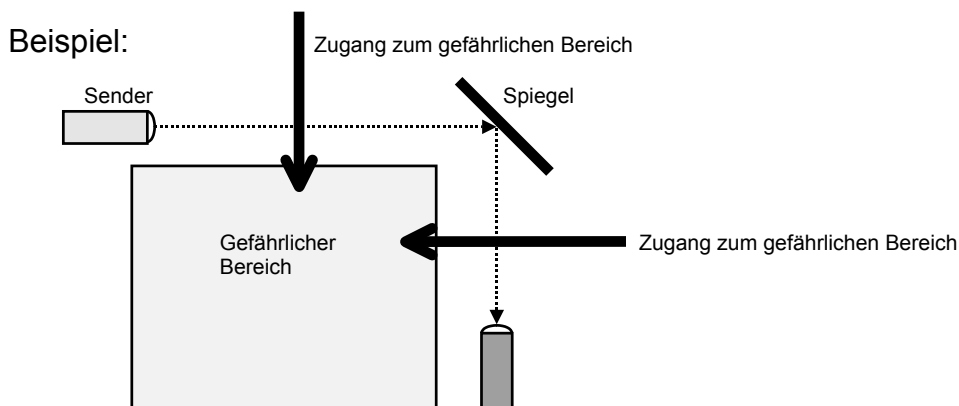 Beispiel:
Zugang zum gefährlichen Bereich
Sender
Spiegel
Gefährlicher
Bereich
Zugang zum gefährlichen Bereich